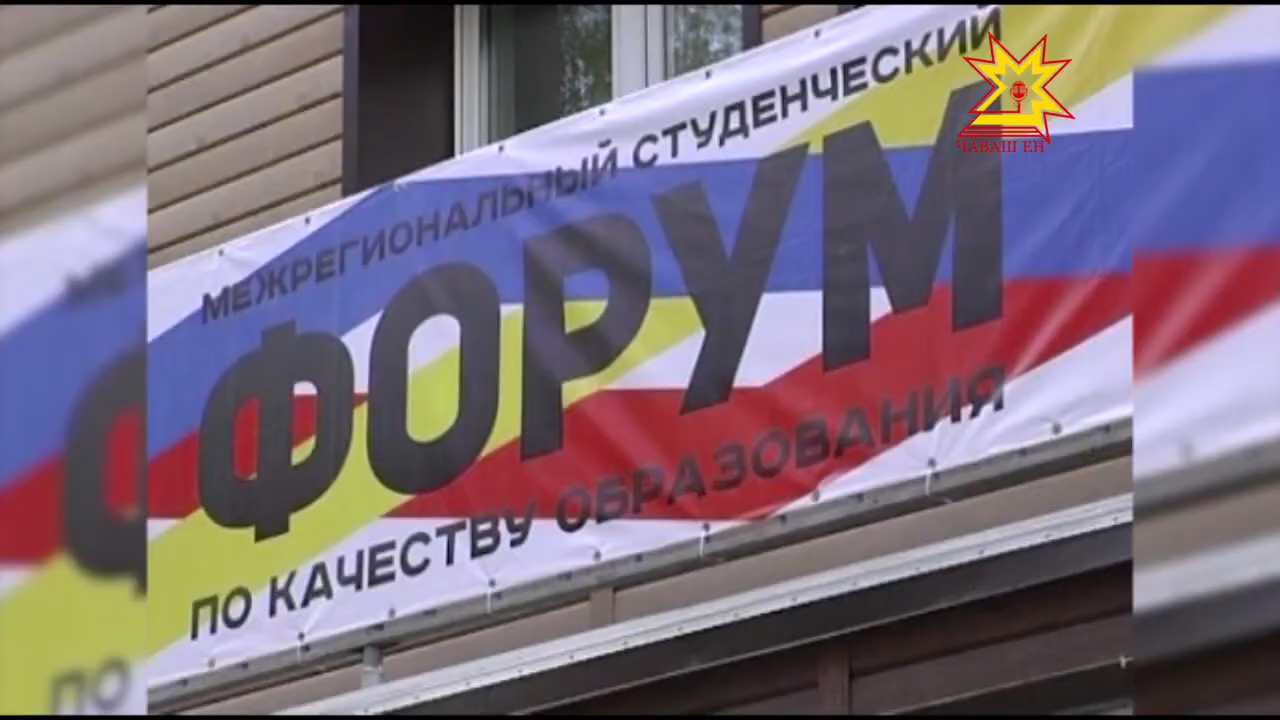 МЕЖРЕГИОНАЛЬНЫЙ СТУДЕНЧЕСКИЙ
ФОРУМ
ПО КАЧЕСТВУ ОБРАЗОВАНИЯ
ЧАВАШ ЕН